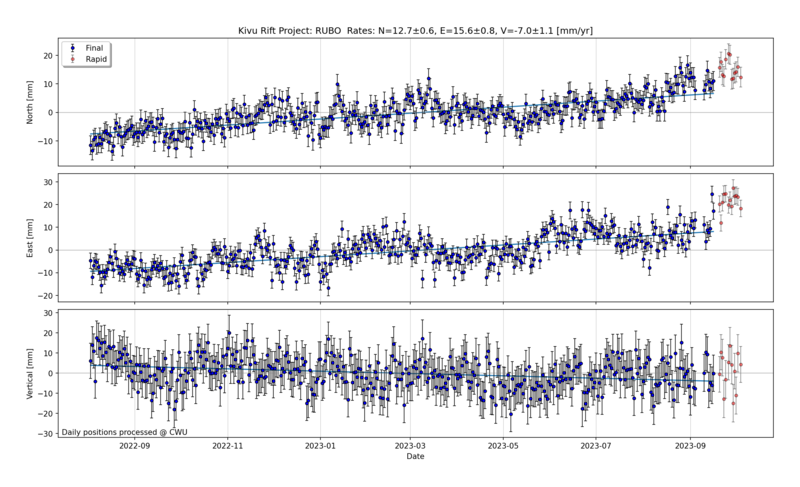 Kivu Rift Project: RUBO Rates: N=12.7±0.6, E=15.6±0.8, V=-7.0±1.1 [mm/yr]
Final
Rapid
North [mm]
20
10
0
−10
East [mm]
30
20
10
0
−10
−20
Vertical [mm]
30
20
10
0
−10
−20
−30
Daily positions processed @ CWU
2022-09 2022-11 2023-01 2023-03 2023-05 2023-07 2023-09
Date